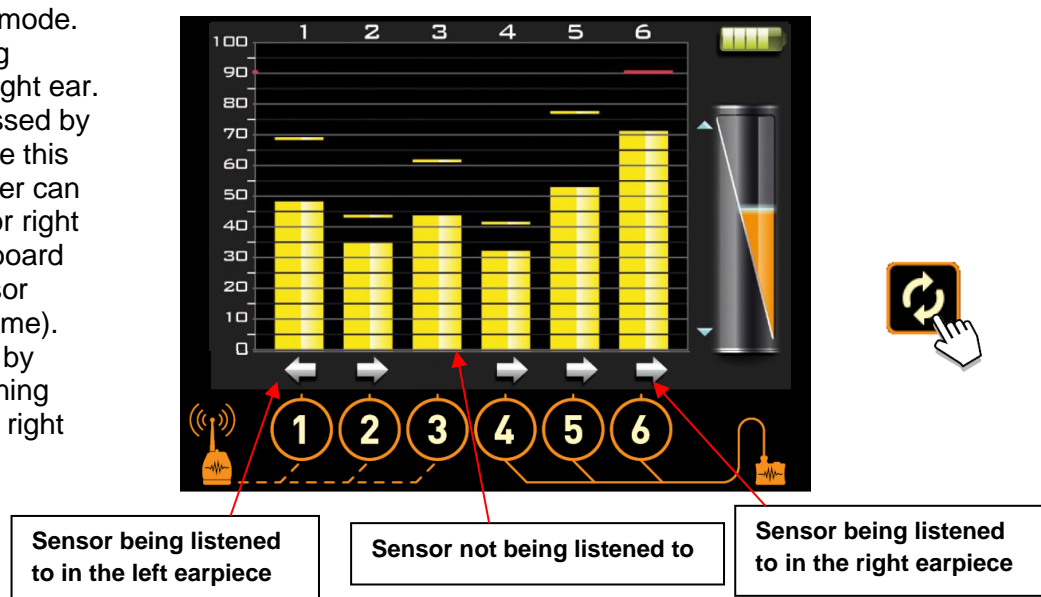 mode.
g
ght ear.
ssed by
e this
er can
or right
board
sor
me).
by
ning
right
1 2 3 4 5 6
100
90
80
70
60
50
40
30
20
10
0
1 2 3 4 5 6
Sensor being listened
to in the left earpiece
Sensor not being listened to
Sensor being listened
to in the right earpiece